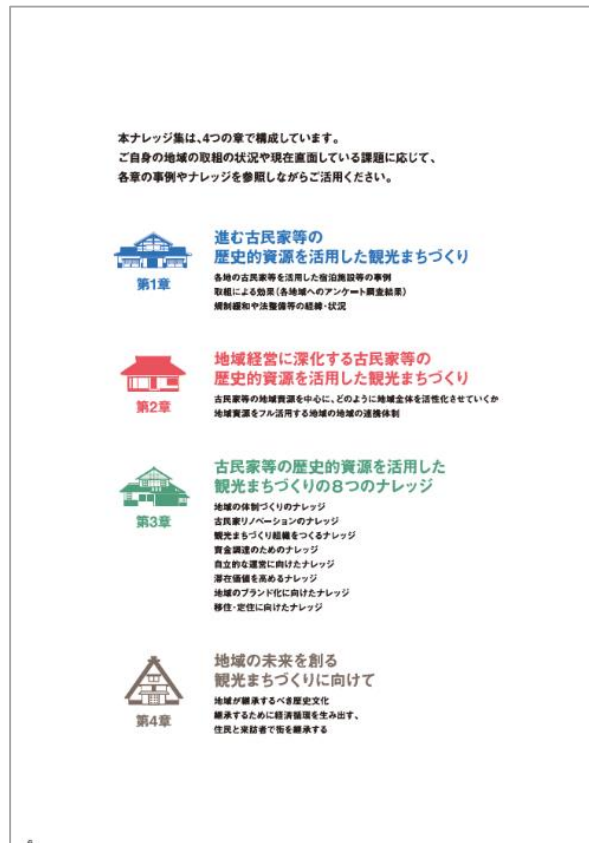 本ナレッジ集は、4つの章で構成しています。
ご自身の地域の取組の状況や現在直面している課題に応じて、
各章の事例やナレッジを参照しながらご活用ください。
第1章
進む古民家等の
歴史的資源を活用した観光まちづくり
各地の古民家等を活用した宿泊施設等の事例
取組による効果(各地域へのアンケート調査結果)
規制緩和や法整備等の経緯・状況
第2章
地域経営に深化する古民家等の
歴史的資源を活用した観光まちづくり
古民家等の地域資源を中心に、どのように地域全体を活性化させていくか
地域資源をフル活用する地域の地域の連携体制
第3章
古民家等の歴史的資源を活用した
観光まちづくりの8つのナレッジ
地域の体制づくりのナレッジ
古民家リノベーションのナレッジ
観光まちづくり組織をつくるナレッジ
資金調達のためのナレッジ
自立的な運営に向けたナレッジ
滞在価値を高めるナレッジ
地域のブランド化に向けたナレッジ
移住・定住に向けたナレッジ
第4章
地域の未来を創る
観光まちづくりに向けて
地域が継承するべき歴史文化
継承するために経済循環を生み出す、
住民と来訪者で街を継承する